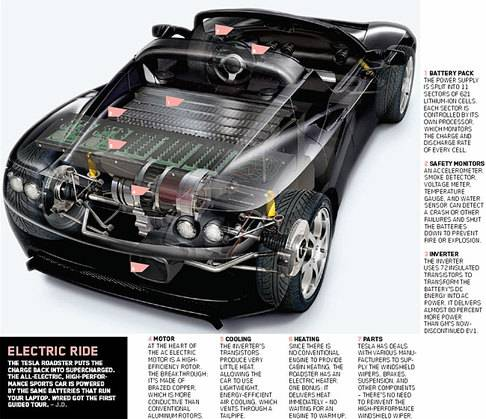 1 BATTERY PACK
THE POWER SUPPLY
IS SPLIT INTO 11
SECTORS OF 621
LITHIUM-ION CELLS.
EACH SECTOR IS
CONTROLLED BY ITS
OWN PROCESSOR,
WHICH MONITORS
THE CHARGE AND
DISCHARGE RATE
OF EVERY CELL.
2 SAFETY MONITORS
AN ACCELEROMETER,
SMOKE DETECTOR,
VOLTAGE METER,
TEMPERATURE
GAUGE, AND WATER
SENSOR CAN DETECT
A CRASH OR OTHER
FAILURES AND SHUT
THE BATTERIES
DOWN TO PREVENT
FIRE OR EXPLOSION.
3 INVERTER
THE INVERTER
USES 72 INSULATED
TRANSISTORS TO
TRANSFORM THE
BATTERY'S DC
ENERGY INTO AC
POWER. IT DELIVERS
ALMOST 80 PERCENT
MORE POWER
THAN GM'S NOW-
DISCONTINUED EV1.
ELECTRIC RIDE
THE TESLA ROADSTER PUTS THE
CHARGE BACK INTO SUPERCHARGED.
THE ALL-ELECTRIC, HIGH-PERFOR-
MANCE SPORTS CAR IS POWERED
BY THE SAME BATTERIES THAT RUN
YOUR LAPTOP. WIRED GOT THE FIRST
GUIDED TOUR. – J.D.
4 MOTOR
AT THE HEART OF
THE AC ELECTRIC
MOTOR IS A HIGH-
EFFICIENCY ROTOR.
THE BREAKTHROUGH:
IT'S MADE OF
BRAZED COPPER,
WHICH IS MORE
CONDUCTIVE THAN
CONVENTIONAL
ALUMINUM ROTORS.
5 COOLING
THE INVERTER'S
TRANSISTORS
PRODUCE VERY
LITTLE HEAT,
ALLOWING THE
CAR TO USE
LIGHTWEIGHT,
ENERGY-EFFICIENT
AIR COOLING, WHICH
VENTS THROUGH A
TAILPIPE.
6 HEATING
SINCE THERE IS
NO CONVENTIONAL
ENGINE TO PROVIDE
CABIN HEATING, THE
ROADSTER HAS AN
ELECTRIC HEATER.
ONE BONUS: IT
DELIVERS HEAT
IMMEDIATELY – NO
WAITING FOR AN
ENGINE TO WARM UP.
7 PARTS
TESLA HAS DEALS
WITH VARIOUS MANU-
FACTURERS TO SUP-
PLY THE WINDSHIELD
WIPERS, BRAKES,
SUSPENSION, AND
OTHER COMPONENTS
– THERE'S NO NEED
TO REINVENT THE
HIGH-PERFORMANCE
WINDSHIELD WIPER.